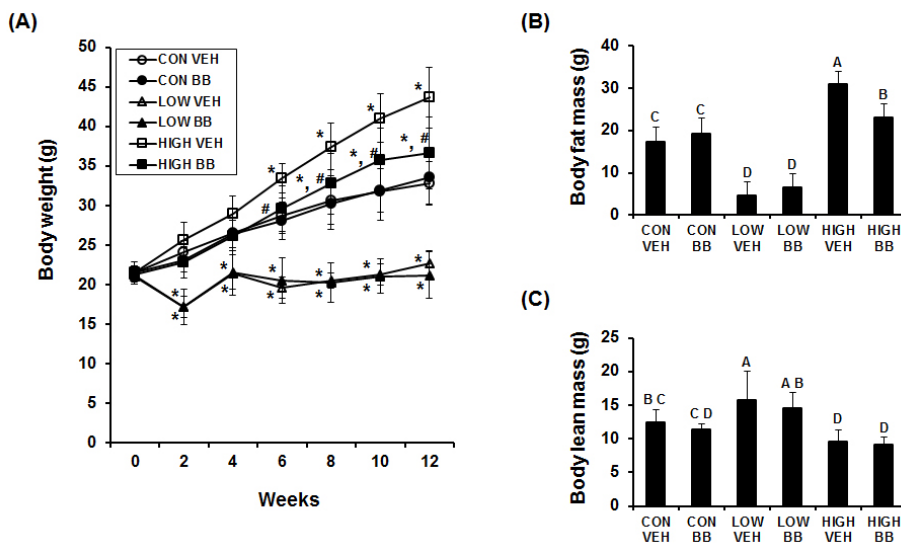 (A)
Body weight (g)
50
45
40
35
30
25
20
15
10
5
0
CON VEH
CON BB
LOW VEH
LOW BB
HIGH VEH
HIGH BB
* * * *
*, # *, # *, #
#
* * * * * *
* * * * * *
0 2 4 6 8 10 12
Weeks
(B)
Body fat mass (g)
40
30
20
10
0
C C D D A B
CON VEH
CON BB
LOW VEH
LOW BB
HIGH VEH
HIGH BB
(C)
Body lean mass (g)
25
20
15
10
5
0
B C C D A A B D D
CON VEH
CON BB
LOW VEH
LOW BB
HIGH VEH
HIGH BB